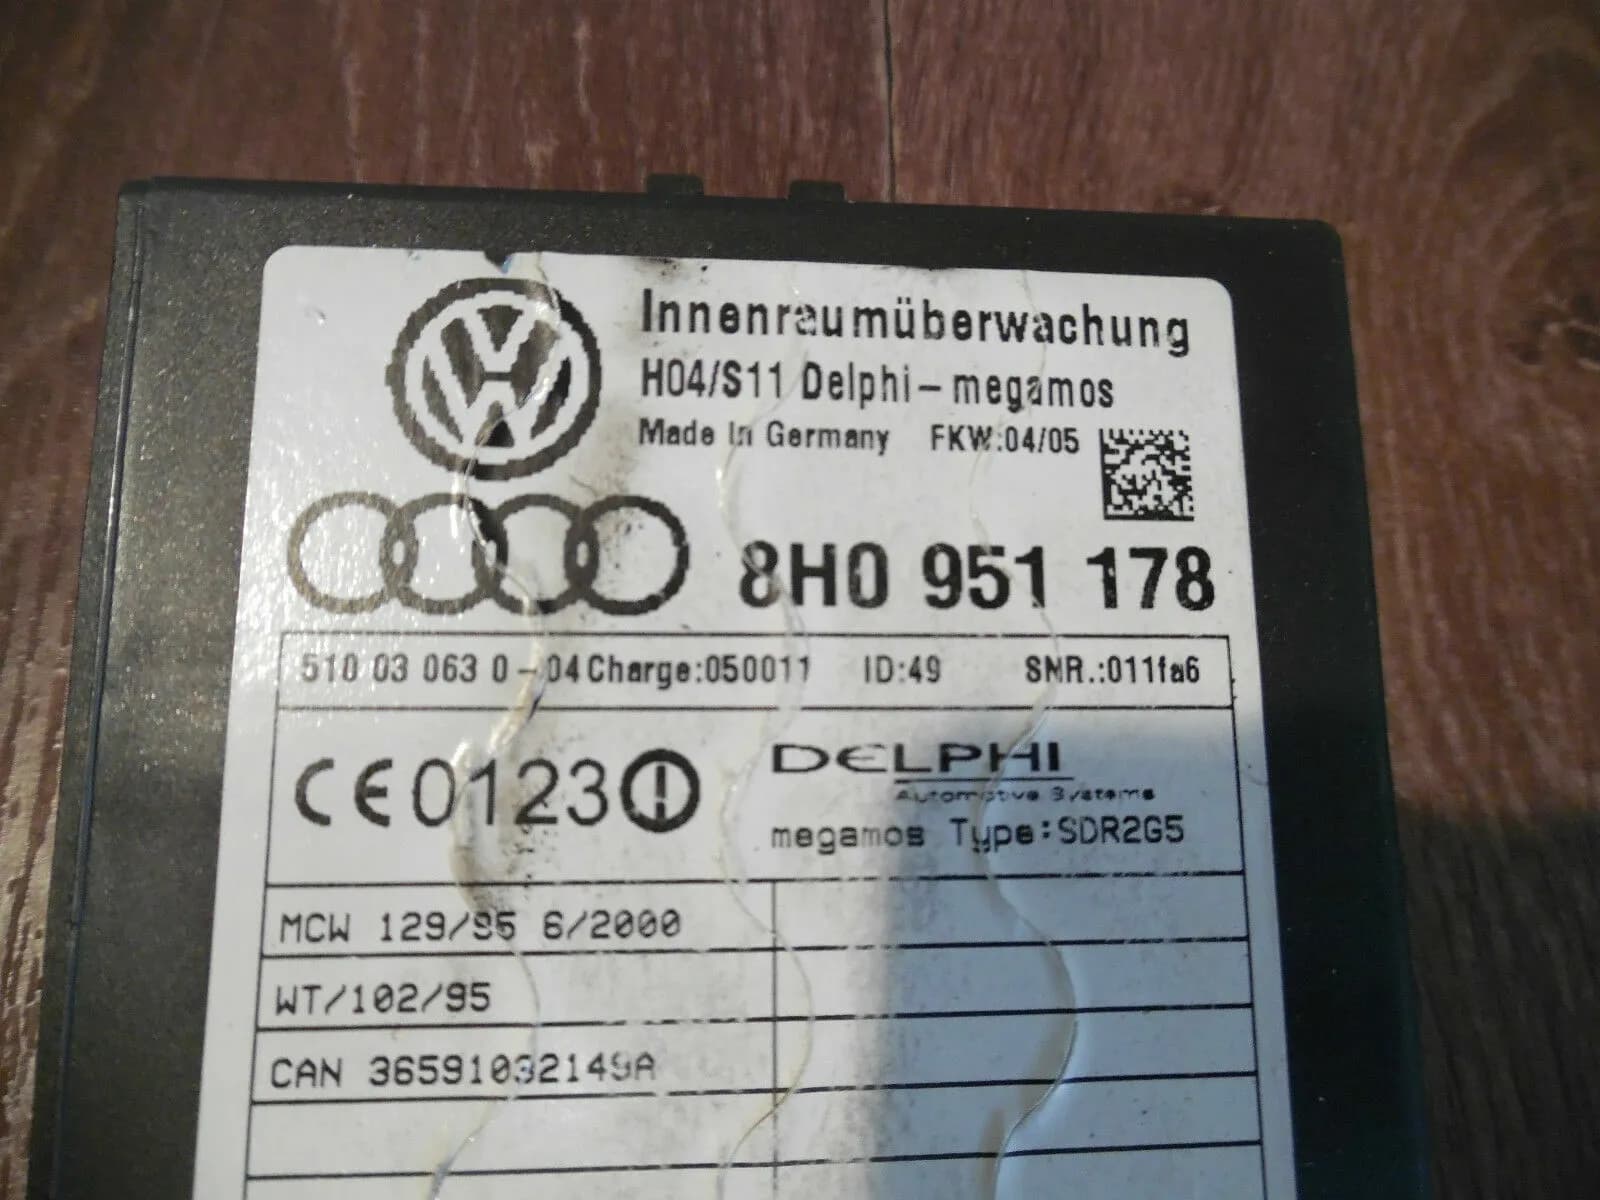 Innenraumüberwachung
H04/S11 Delphi - megamos
Made In Germany FKW:04/05
8H0 951 178
510 03 063 0 - 04 Charge:050011 ID:49 SNR.:011fa6
CE0123
DELPHI
Automotive Systems
megamos Type:SDR2G5
MCW 129/95 6/2000
WT/102/95
CAN 36591032149A